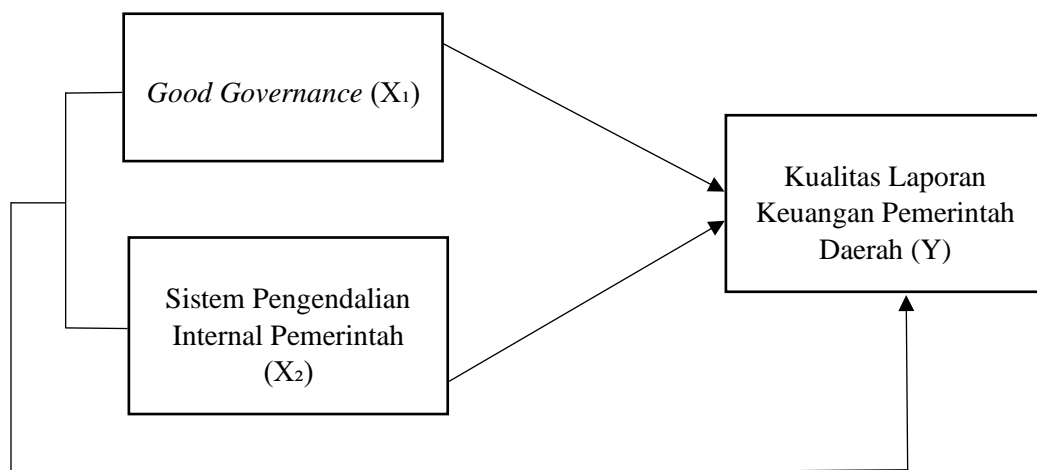 Good Governance (X₁)
Kualitas Laporan
Keuangan Pemerintah
Daerah (Y)
Sistem Pengendalian
Internal Pemerintah
(X₂)